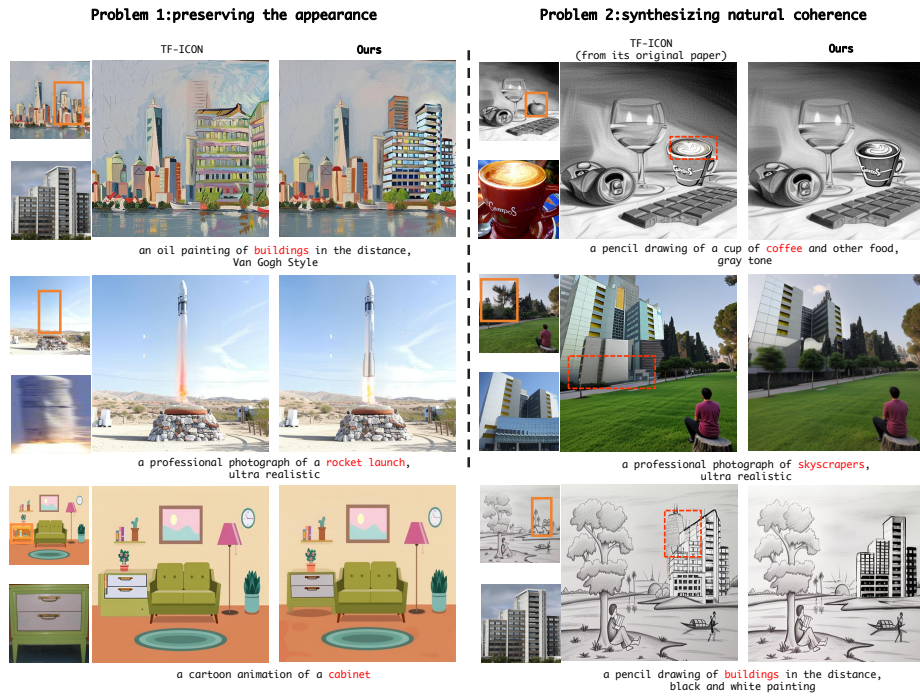 Problem 1:preserving the appearance
TF-ICON
Ours
an oil painting of buildings in the distance,
Van Gogh Style
a professional photograph of a rocket launch,
ultra realistic
a cartoon animation of a cabinet
Problem 2:synthesizing natural coherence
TF-ICON
(from its original paper)
Ours
a pencil drawing of a cup of coffee and other food,
gray tone
a professional photograph of skyscrapers,
ultra realistic
a pencil drawing of buildings in the distance,
black and white painting